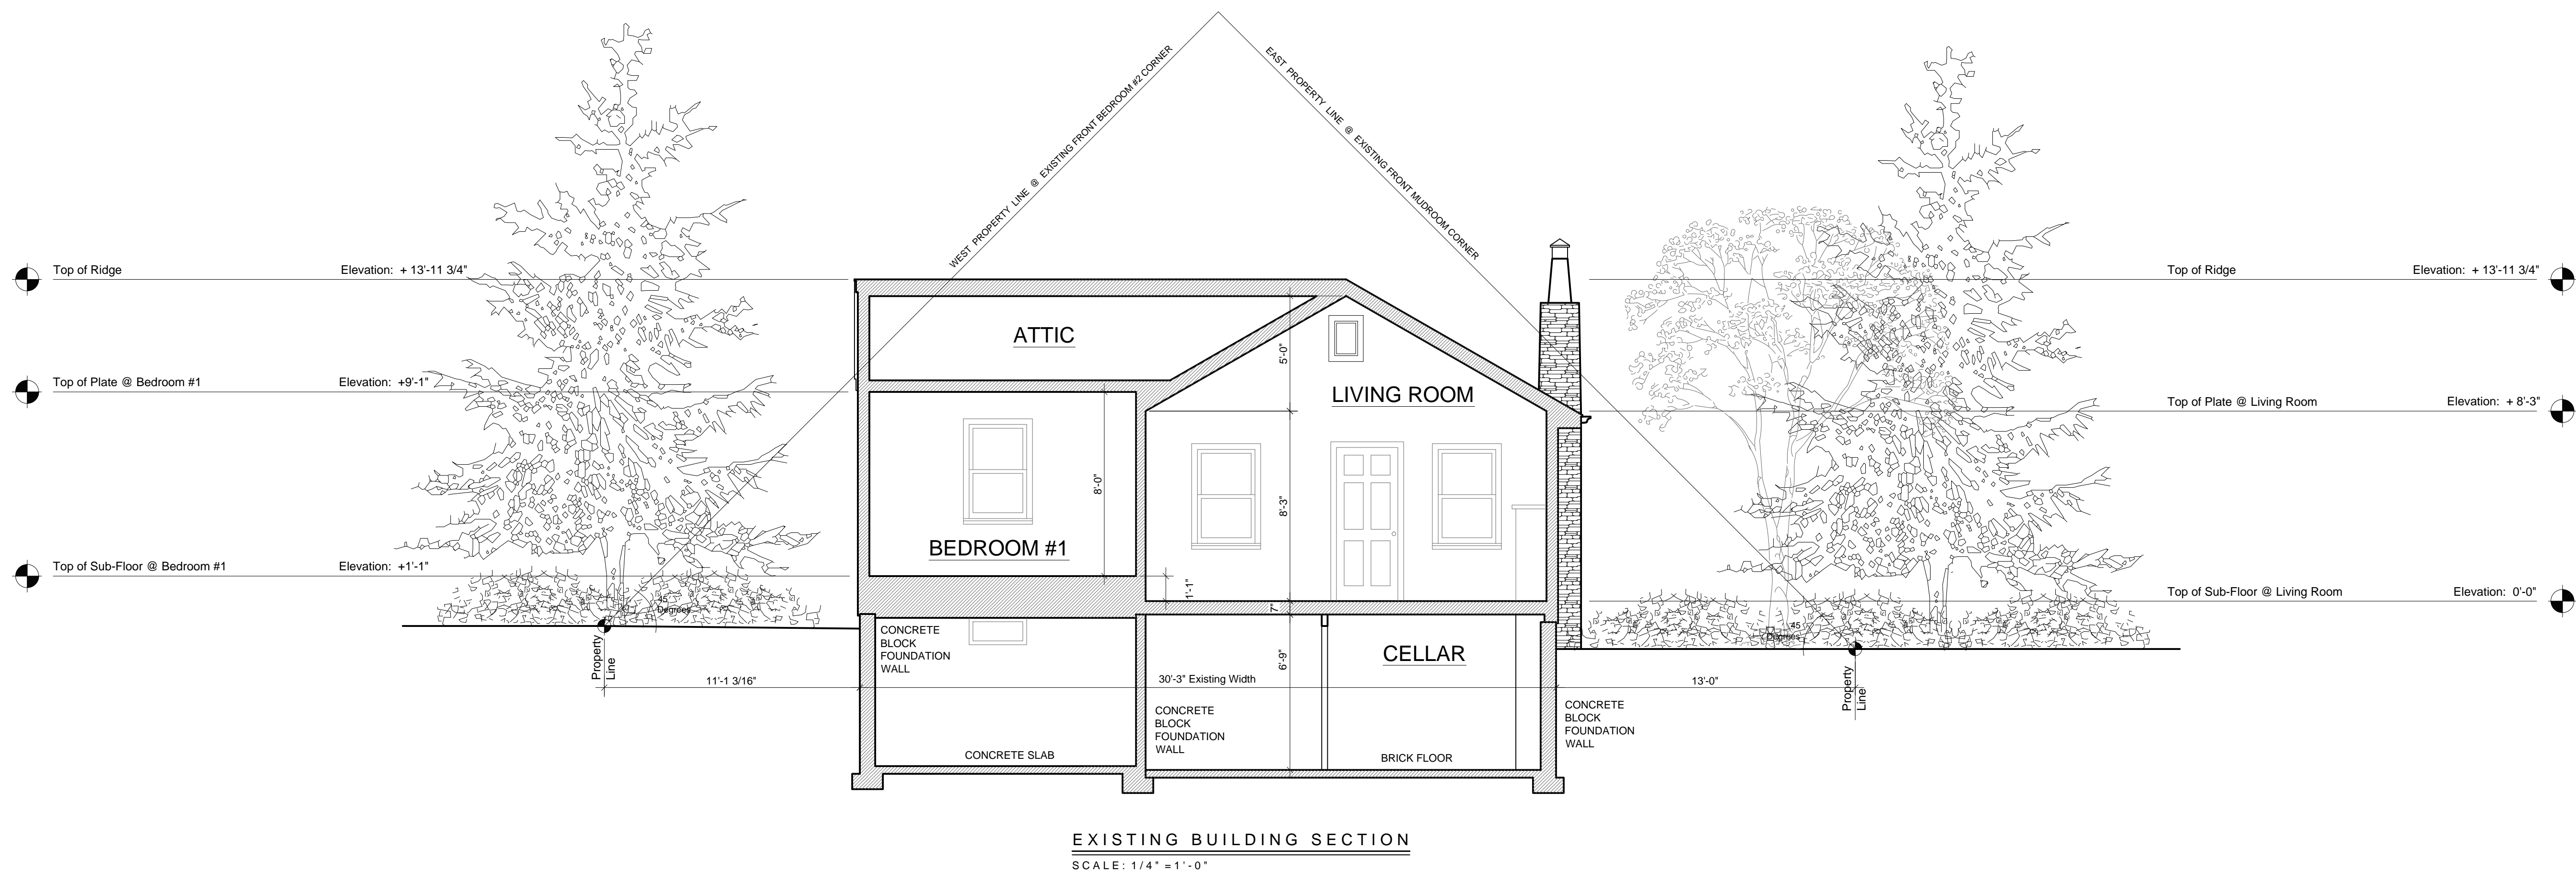 WEST PROPERTY LINE @ EXISTING FRONT BEDROOM #2 CORNER
EAST PROPERTY LINE @ EXISTING FRONT MUDROOM CORNER
Top of Ridge Elevation: + 13'-11 3/4"
Top of Ridge Elevation: + 13'-11 3/4"
ATTIC
5'-0"
LIVING ROOM
Top of Plate @ Bedroom #1 Elevation: +9'-1"
Top of Plate @ Living Room Elevation: + 8'-3"
8'-0"
8'-3"
BEDROOM #1
Top of Sub-Floor @ Bedroom #1 Elevation: +1'-1"
1'-1"
7"
Top of Sub-Floor @ Living Room Elevation: 0'-0"
45
Degrees
45
Degrees
Property
Line
CONCRETE
BLOCK
FOUNDATION
WALL
CELLAR
6'-9"
11'-1 3/16"
30'-3" Existing Width
13'-0"
Property
Line
CONCRETE
BLOCK
FOUNDATION
WALL
CONCRETE
BLOCK
FOUNDATION
WALL
CONCRETE SLAB
BRICK FLOOR
EXISTING BUILDING SECTION
SCALE: 1/4" =1'-0"